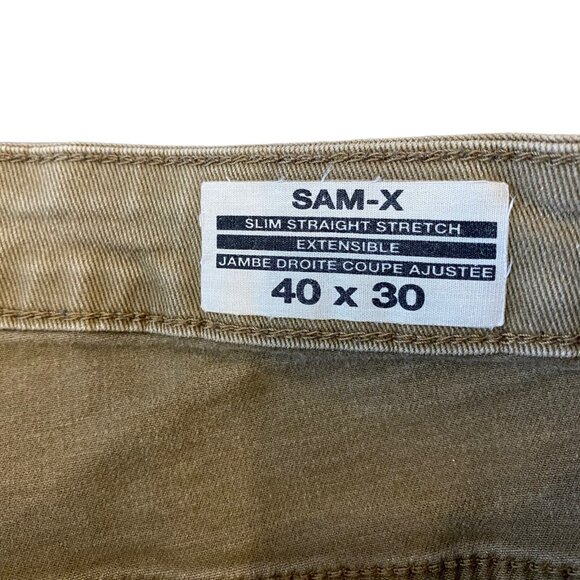 SAM-X
SLIM STRAIGHT STRETCH
EXTENSIBLE
JAMBE DROITE COUPE AJUSTÉE
40 x 30